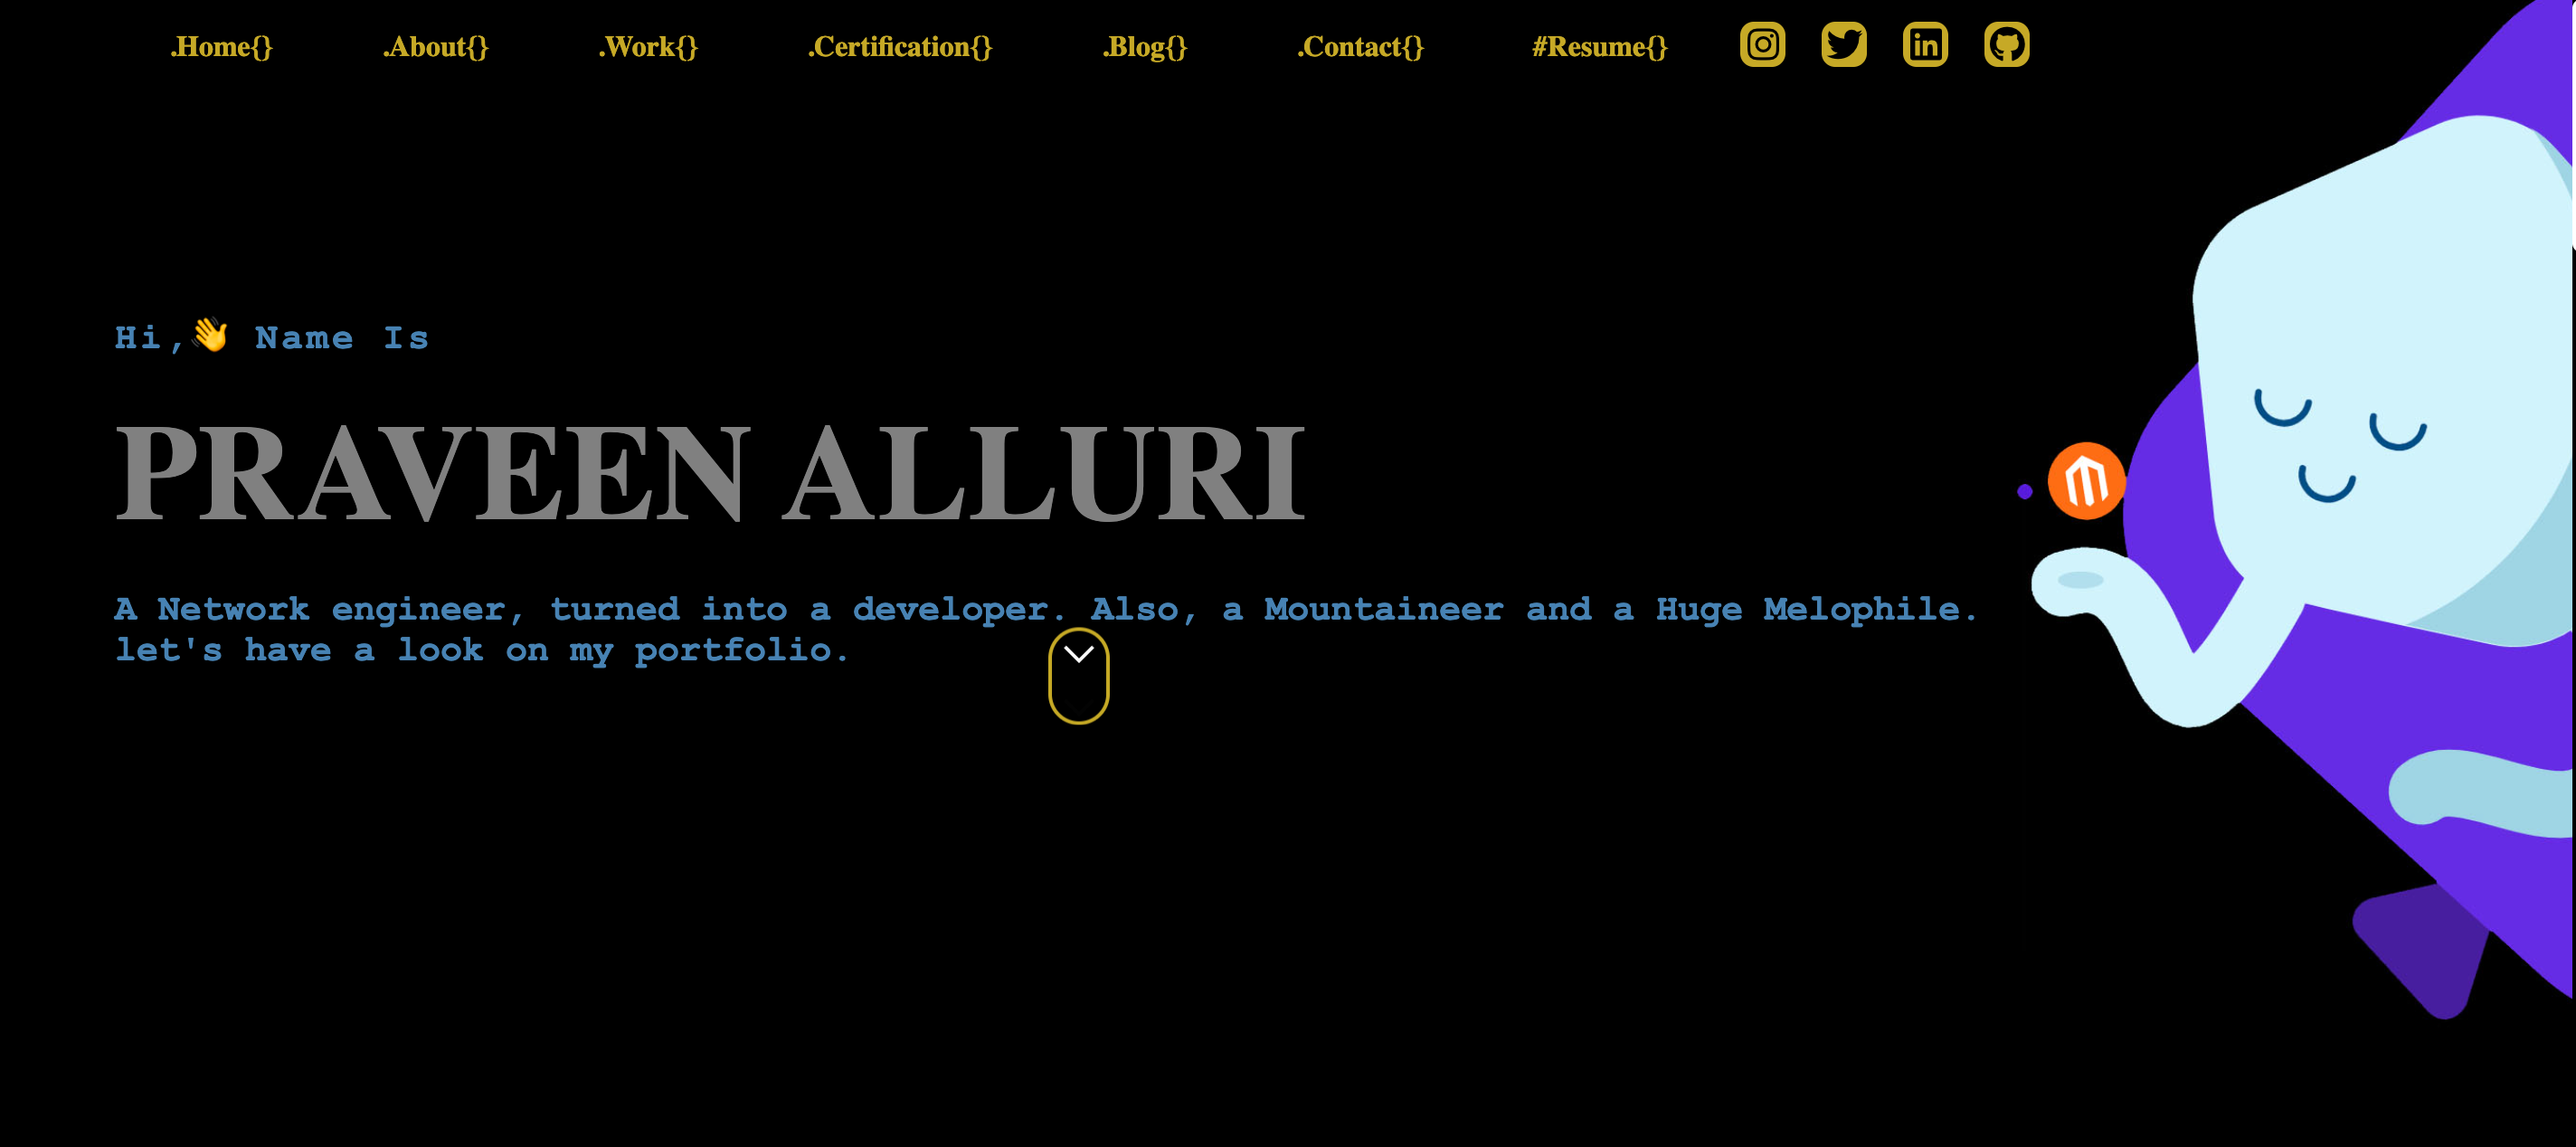 .Home{} .About{} .Work{} .Certification{} .Blog{} .Contact{} #Resume{}
Hi,👋 Name Is
PRAVEEN ALLURI
A Network engineer, turned into a developer. Also, a Mountaineer and a Huge Melophile.
let's have a look on my portfolio.